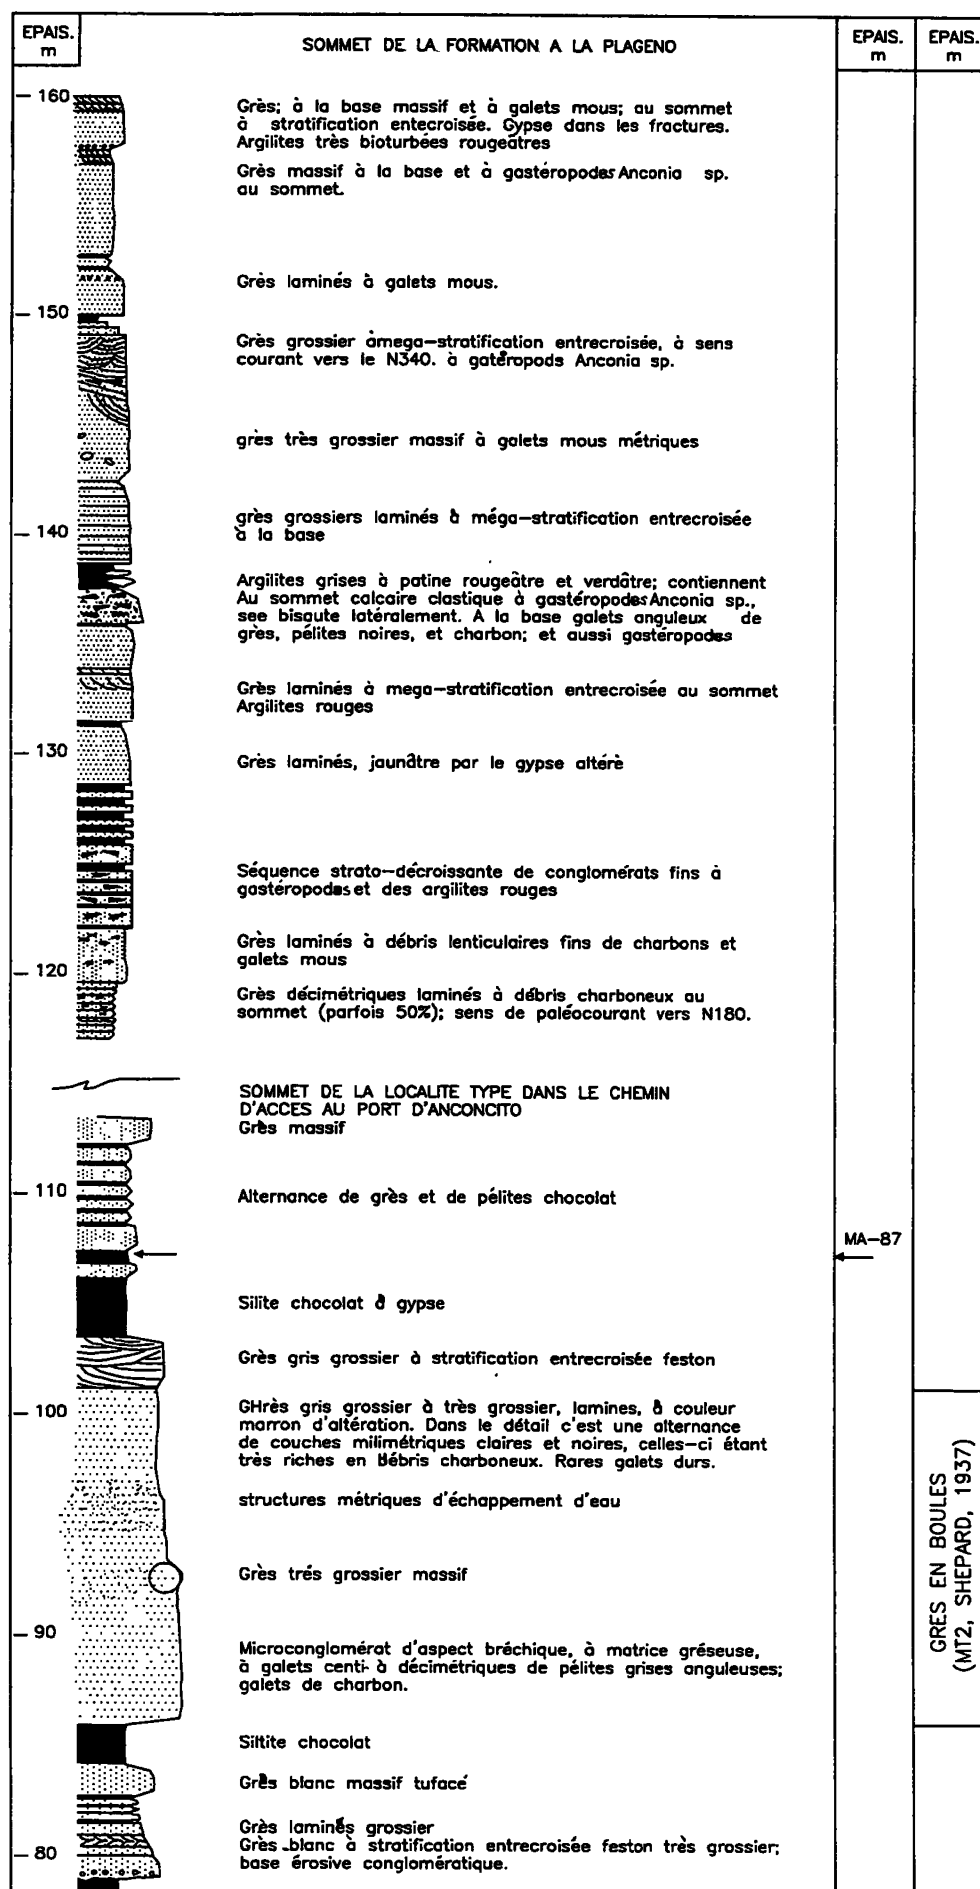 EPAIS.
m
SOMMET DE LA FORMATION A LA PLAGENO
EPAIS.
m
EPAIS.
m
160
Grès; à la base massif et à galets mous; au sommet
à stratification entecroisée. Gypse dans les fractures.
Argilites très bioturbées rougeâtres
Grès massif à la base et à gastéropodes Anconia sp.
au sommet.
Grès laminés à galets mous.
150
Grès grossier àmega-stratification entrecroisée, à sens
courant vers le N340. à gatéropods Anconia sp.
grès très grossier massif à galets mous métriques
grès grossiers laminés à méga-stratification entrecroisée
à la base
140
Argilites grises à patine rougeâtre et verdâtre; contiennent
Au sommet calcaire clastique à gastéropodes Anconia sp.,
see bisaute latéralement. A la base galets anguleux de
grès, pélites noires, et charbon; et aussi gastéropodes
Grès laminés à mega-stratification entrecroisée au sommet
Argilites rouges
130
Grès laminés, jaunâtre par le gypse altérè
Séquence strato-décroissante de conglomérats fins à
gastéropodes et des argilites rouges
Grès laminés à débris lenticulaires fins de charbons et
galets mous
120
Grès décimétriques laminés à débris charboneux au
sommet (parfois 50%); sens de paléocourant vers N180.
SOMMET DE LA LOCALITE TYPE DANS LE CHEMIN
D'ACCES AU PORT D'ANCONCITO
Grès massif
110
Alternance de grès et de pélites chocolat
MA-87
Silite chocolat à gypse
Grès gris grossier à stratification entrecroisée feston
100
GHrès gris grossier à très grossier, lamines, à couleur
marron d'altération. Dans le détail c'est une alternance
de couches milimétriques claires et noires, celles-ci étant
très riches en débris charboneux. Rares galets durs.
structures métriques d'échappement d'eau
Grès trés grossier massif
90
Microconglomérat d'aspect bréchique, à matrice gréseuse,
à galets centi- à décimétriques de pélites grises anguleuses;
galets de charbon.
GRES EN BOULES
(MT2, SHEPARD, 1937)
Siltite chocolat
Grès blanc massif tufacé
Grès laminés grossier
Grès blanc à stratification entrecroisée feston très grossier;
80
base érosive conglomératique.